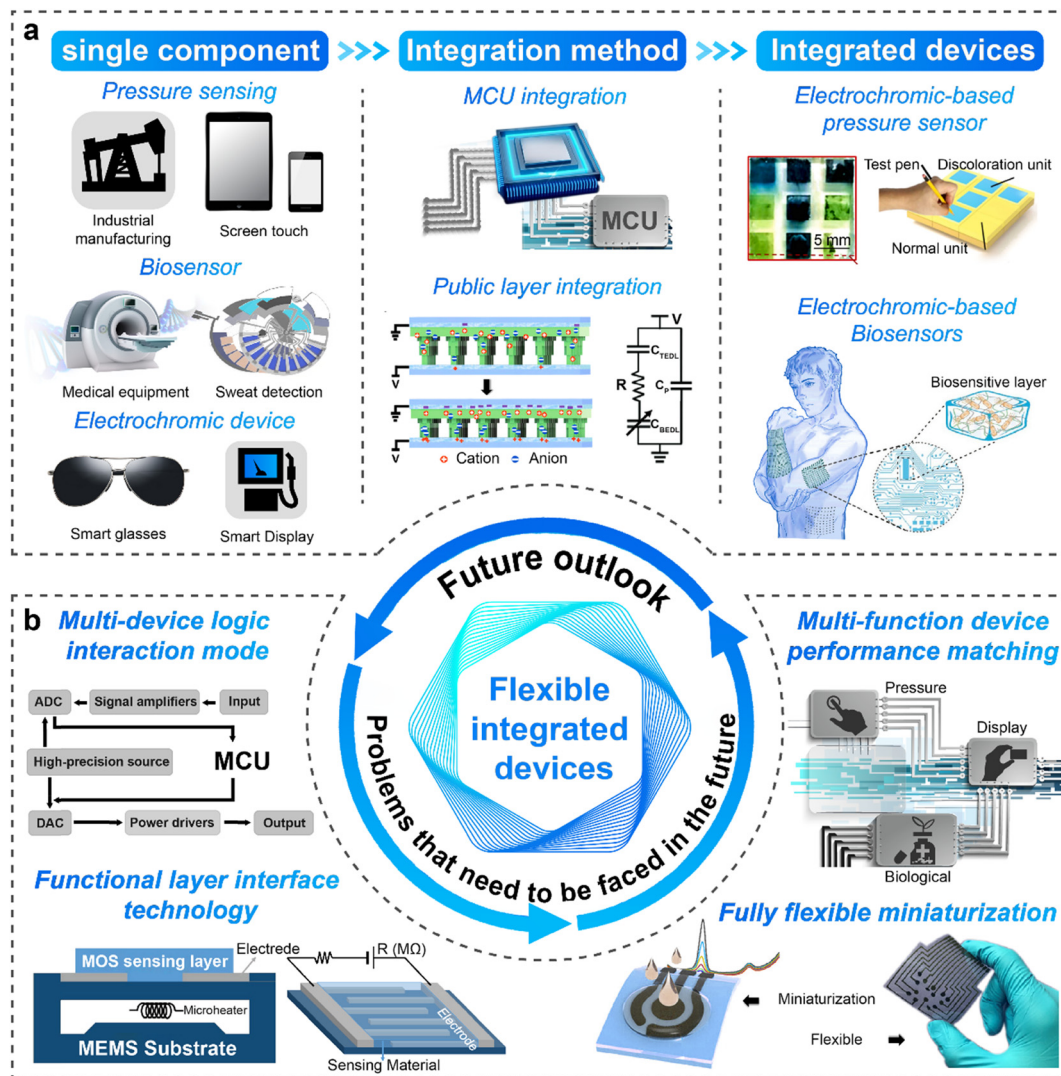 a
single component
Integration method
Integrated devices
Pressure sensing
Industrial
manufacturing
Screen touch
Biosensor
Medical equipment
Sweat detection
Electrochromic device
Smart glasses
Smart Display
MCU integration
MCU
Public layer integration
V
V
Cation
Anion
V
C_TEDL
R
C_P
C_BEDL
Electrochromic-based
pressure sensor
Test pen
Discoloration unit
5 mm
Normal unit
Electrochromic-based
Biosensors
Biosensitive layer
Future outlook
Flexible
integrated
devices
Problems that need to be faced in the future
b
Multi-device logic
interaction mode
ADC
Signal amplifiers
Input
High-precision source
MCU
DAC
Power drivers
Output
Functional layer interface
technology
MOS sensing layer
Electrode
Microheater
MEMS Substrate
R (MΩ)
Electrode
Sensing Material
Multi-function device
performance matching
Pressure
Display
Biological
Fully flexible miniaturization
Miniaturization
Flexible